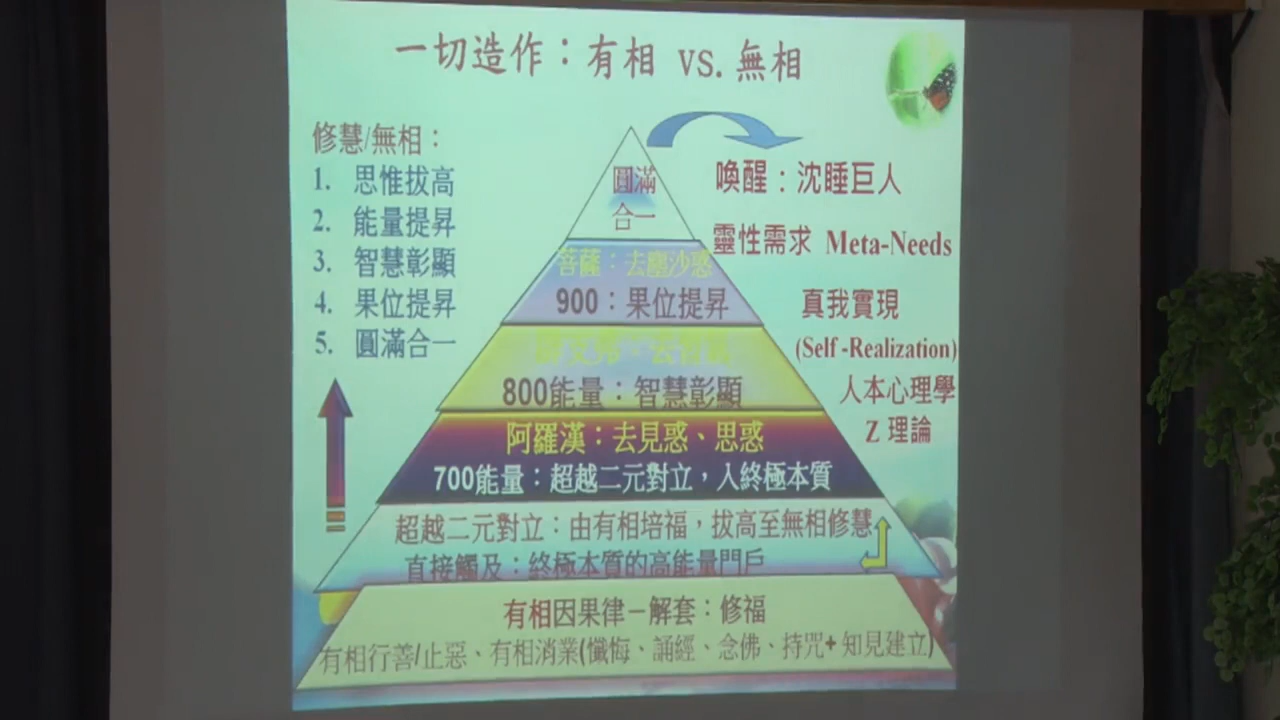 一切造作：有相 VS. 無相
修慧/無相：
1. 思惟拔高
2. 能量提昇
3. 智慧彰顯
4. 果位提昇
5. 圓滿合一
圓滿
合一
菩薩：去塵沙惑
900：果位提昇
800能量：智慧彰顯
阿羅漢：去見惑、思惑
700能量：超越二元對立，入終極本質
超越二元對立：由有相培福，拔高至無相修慧
直接觸及：終極本質的高能量門戶
有相因果律－解套：修福
有相行善/止惡、有相消業(懺悔、誦經、念佛、持咒+ 知見建立)
喚醒：沈睡巨人
靈性需求 Meta-Needs
真我實現
(Self -Realization)
人本心理學
Z 理論